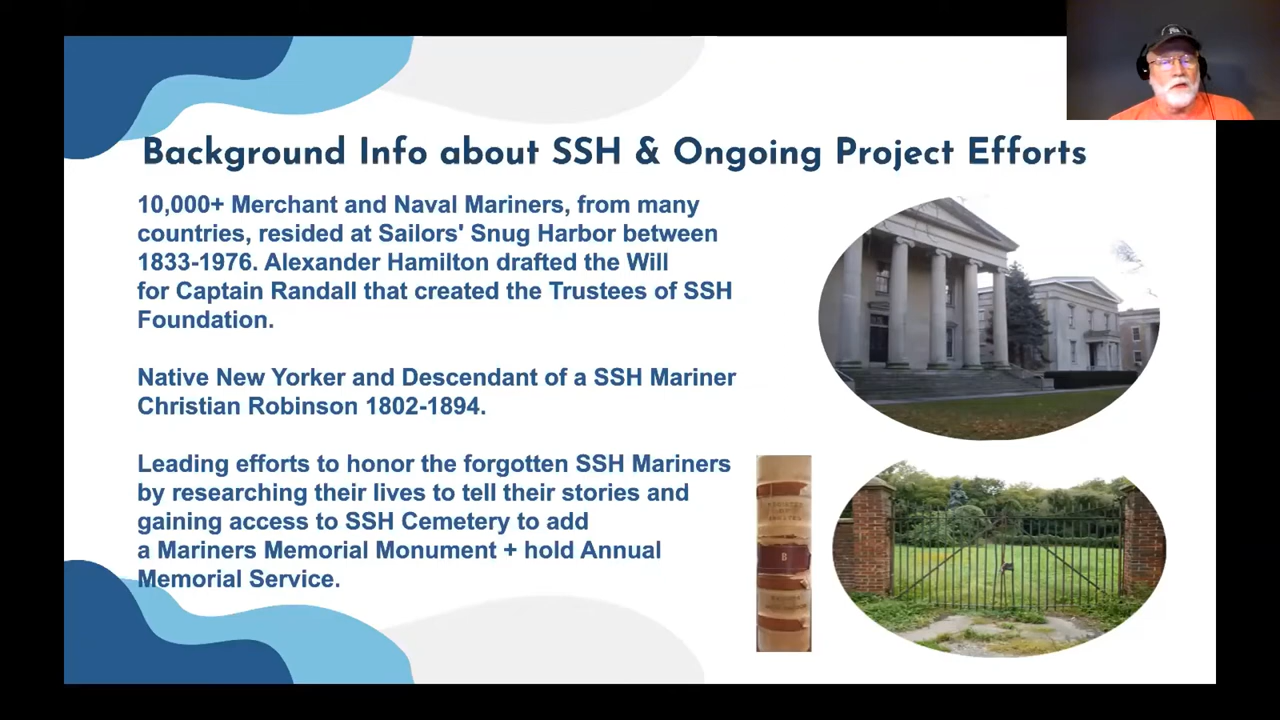 Background Info about SSH & Ongoing Project Efforts
10,000+ Merchant and Naval Mariners, from many
countries, resided at Sailors' Snug Harbor between
1833-1976. Alexander Hamilton drafted the Will
for Captain Randall that created the Trustees of SSH
Foundation.
Native New Yorker and Descendant of a SSH Mariner
Christian Robinson 1802-1894.
Leading efforts to honor the forgotten SSH Mariners
by researching their lives to tell their stories and
gaining access to SSH Cemetery to add
a Mariners Memorial Monument + hold Annual
Memorial Service.
B